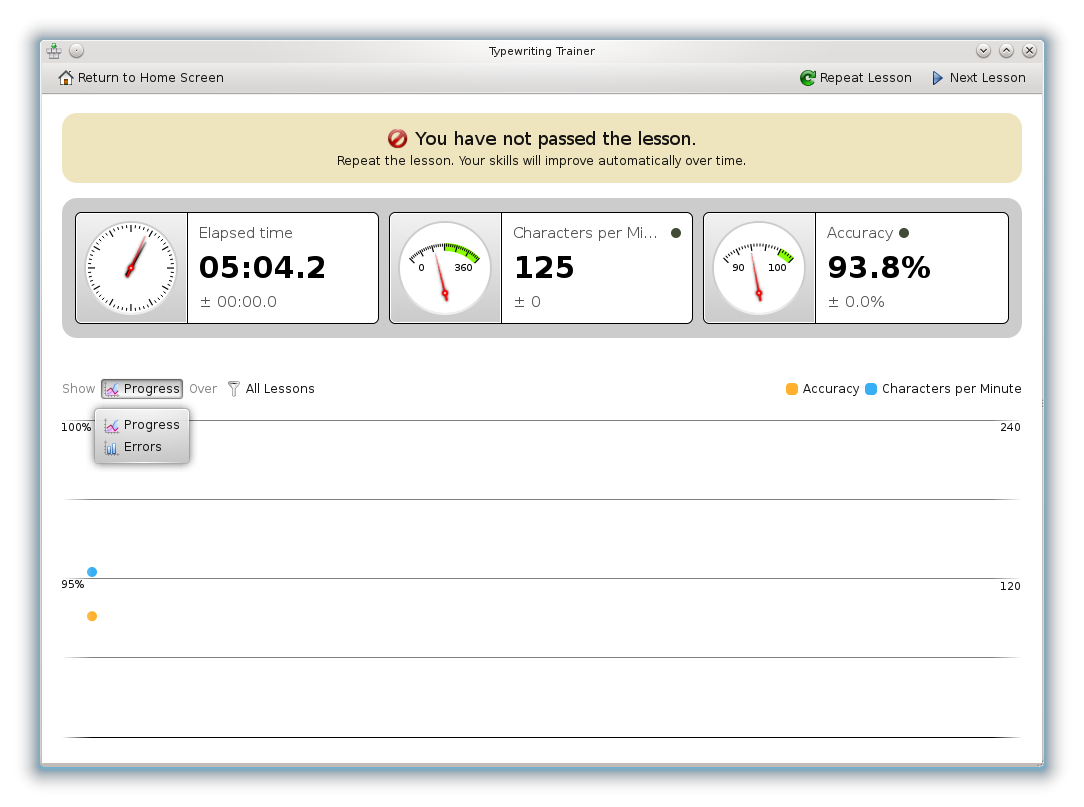 Typewriting Trainer
Return to Home Screen
Repeat Lesson
Next Lesson
You have not passed the lesson.
Repeat the lesson. Your skills will improve automatically over time.
Elapsed time
05:04.2
± 00:00.0
0 360
Characters per Mi...
125
± 0
90 100
Accuracy
93.8%
± 0.0%
Show Progress Over All Lessons
Accuracy Characters per Minute
Progress
Errors
100% 240
95% 120